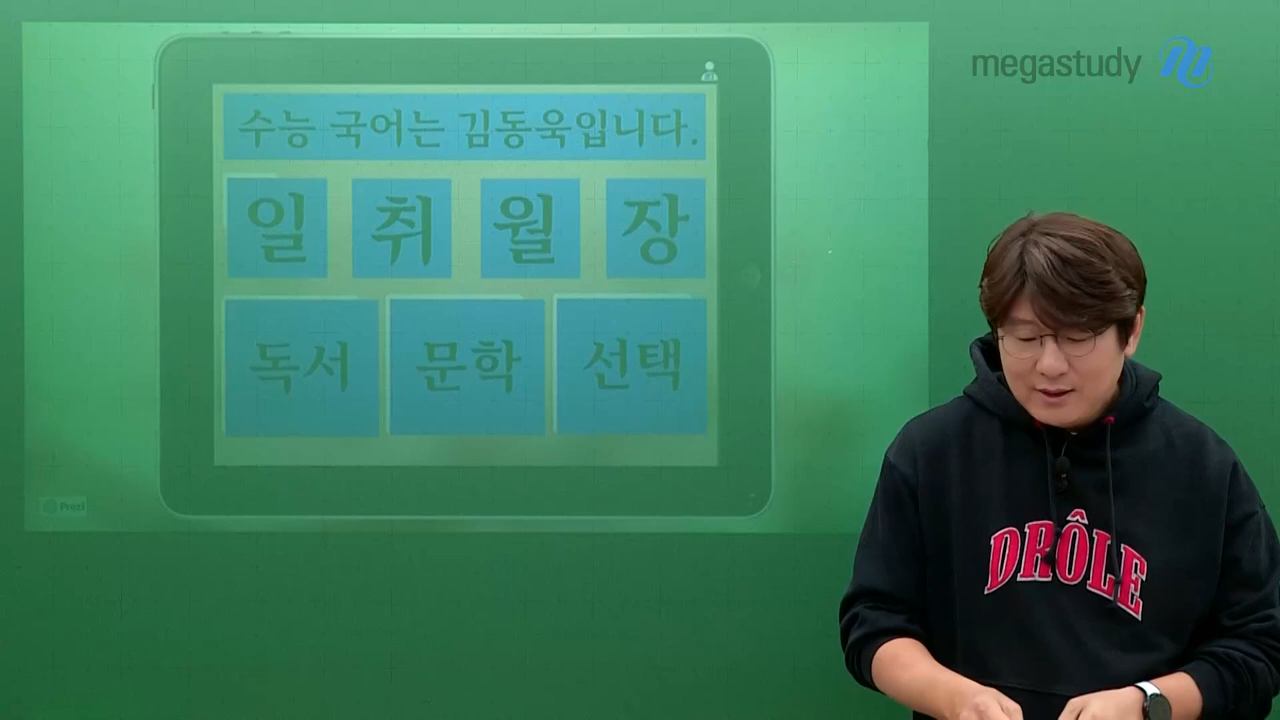 megastudy
수능 국어는 김동욱입니다.
일 취 월 장
독서 문학 선택
Prezi
DRÔLE